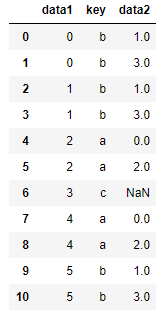 data1 key data2
0 0 b 1.0
1 0 b 3.0
2 1 b 1.0
3 1 b 3.0
4 2 a 0.0
5 2 a 2.0
6 3 c NaN
7 4 a 0.0
8 4 a 2.0
9 5 b 1.0
10 5 b 3.0